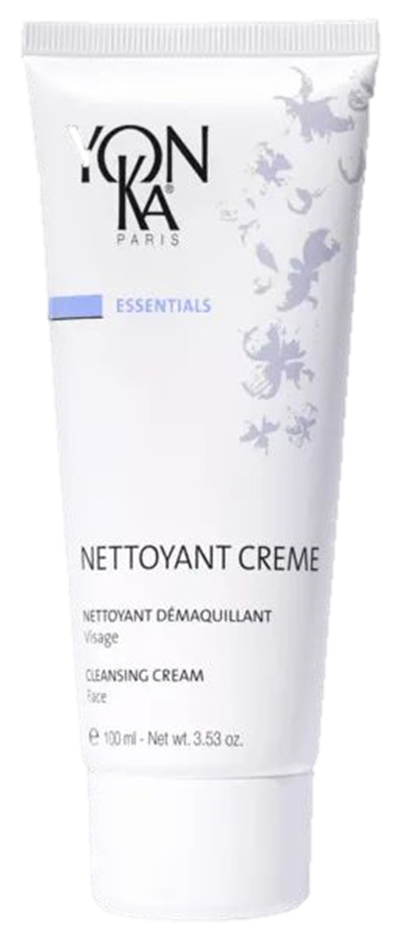 YON
KA®
PARIS
ESSENTIALS
NETTOYANT CREME
NETTOYANT DÉMAQUILLANT
Visage
CLEANSING CREAM
Face
℮ 100 ml - Net wt. 3.53 oz.